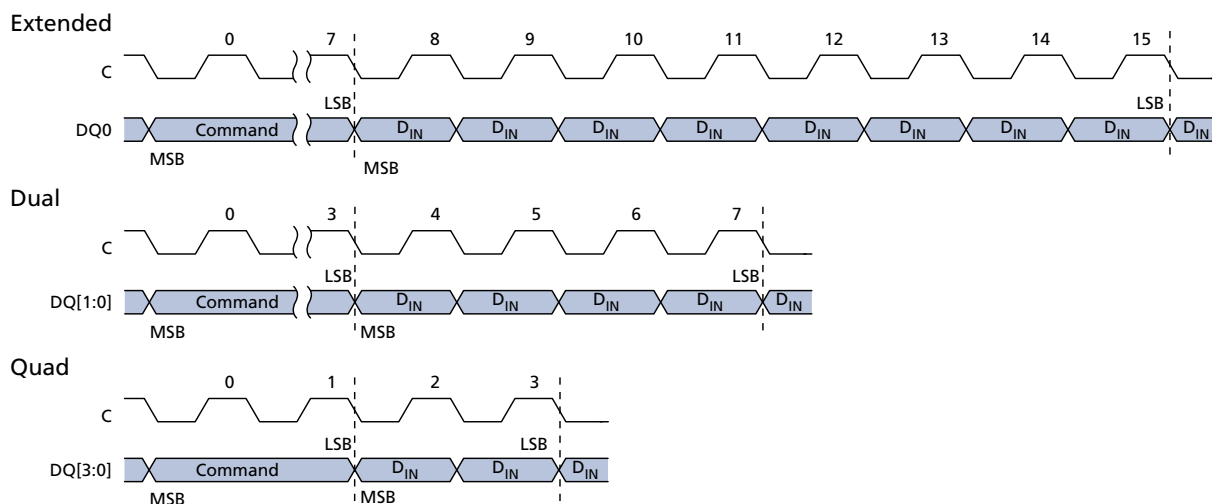 Extended
0 7 8 9 10 11 12 13 14 15
C
LSB LSB
DQ0 Command DIN DIN DIN DIN DIN DIN DIN DIN DIN
MSB MSB
Dual
0 3 4 5 6 7
C
LSB LSB
DQ[1:0] Command DIN DIN DIN DIN DIN
MSB MSB
Quad
0 1 2 3
C
LSB LSB
DQ[3:0] Command DIN DIN DIN
MSB MSB